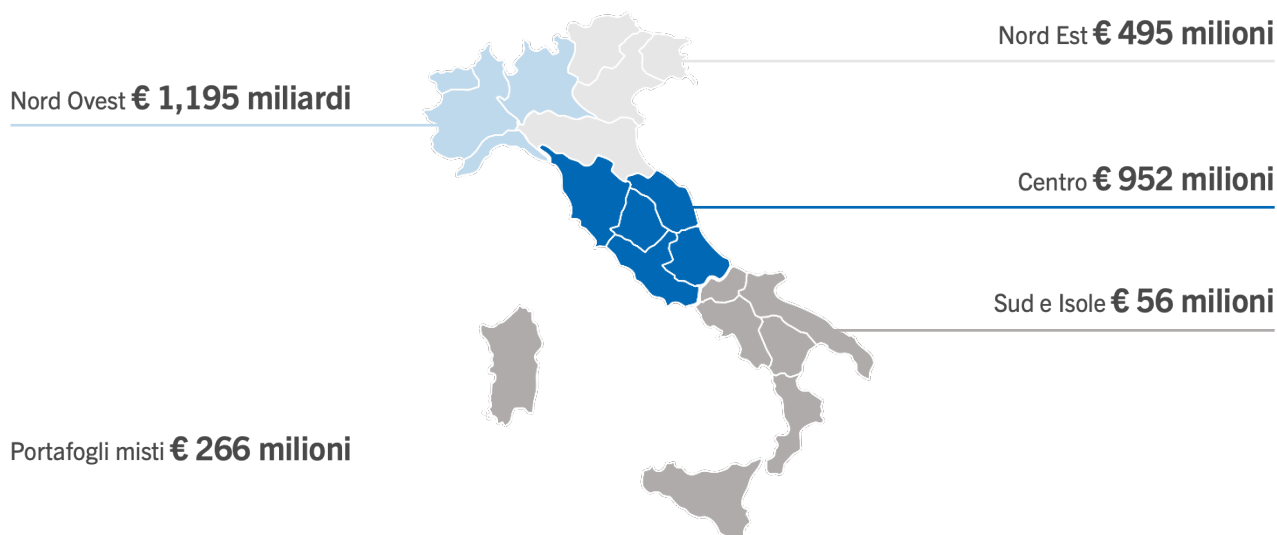 Nord Est € 495 milioni
Nord Ovest € 1,195 miliardi
Centro € 952 milioni
Sud e Isole € 56 milioni
Portafogli misti € 266 milioni